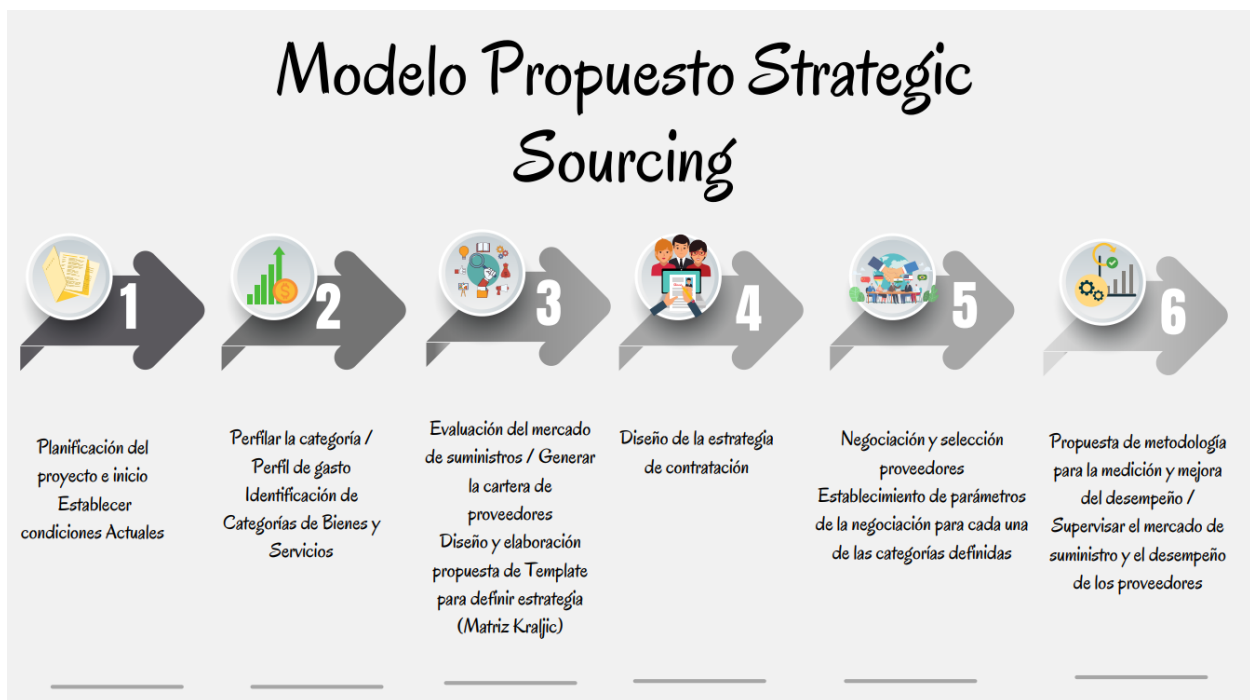 Modelo Propuesto Strategic
Sourcing
1
2
3
4
5
6
Planificación del
proyecto e inicio
Establecer
condiciones Actuales
Perfilar la categoría /
Perfil de gasto
Identificación de
Categorías de Bienes y
Servicios
Evaluación del mercado
de suministros / Generar
la cartera de
proveedores
Diseño y elaboración
propuesta de Template
para definir estrategia
(Matriz Kraljic)
Diseño de la estrategia
de contratación
Negociación y selección
proveedores
Establecimiento de parámetros
de la negociación para cada una
de las categorías definidas
Propuesta de metodología
para la medición y mejora
del desempeño /
Supervisar el mercado de
suministro y el desempeño
de los proveedores